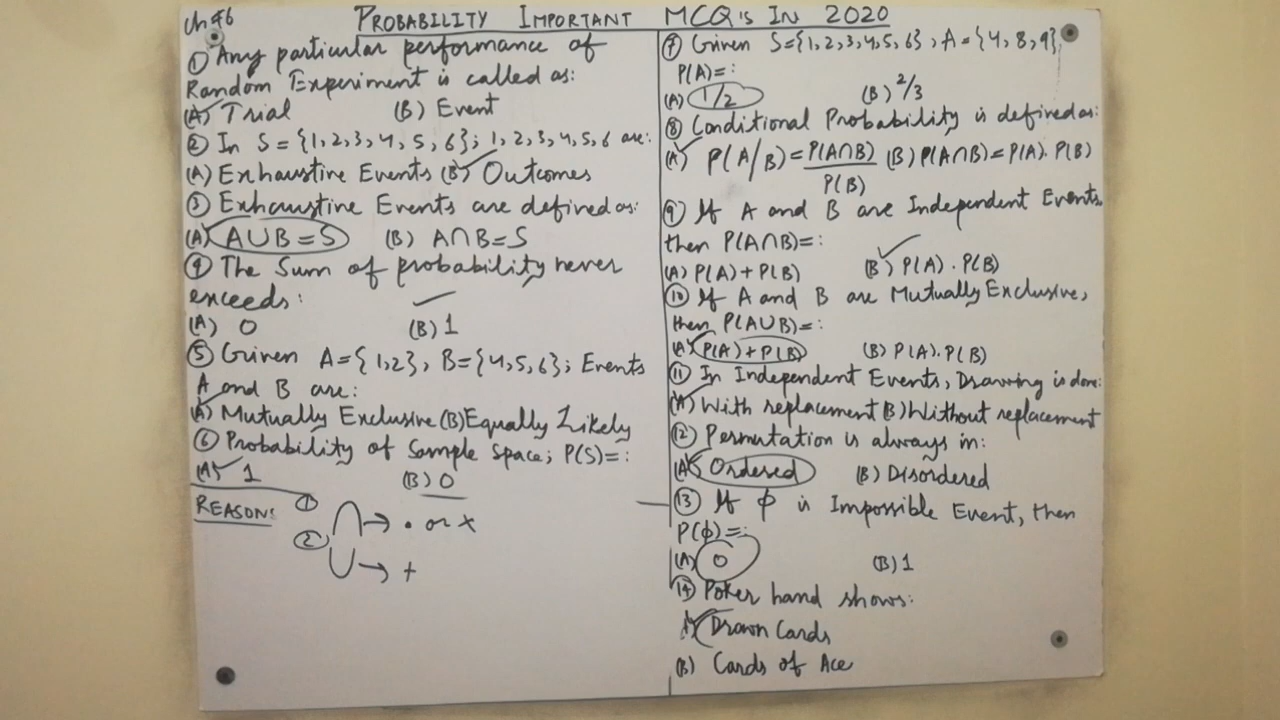 Ch #6
PROBABILITY IMPORTANT MCQ's IN 2020
① Any particular performance of
Random Experiment is called as:
(A) Trial (B) Event
② In S = {1,2,3,4,5,6}; 1,2,3,4,5,6 are:
(A) Exhaustive Events (B) Outcomes
③ Exhaustive Events are defined as:
(A) A∪B=S (B) A∩B=S
④ The Sum of probability never
exceeds:
(A) 0 (B) 1
⑤ Given A={1,2}, B={4,5,6}; Events
A and B are:
(A) Mutually Exclusive (B) Equally Likely
⑥ Probability of Sample Space; P(S)=:
(A) 1 (B) 0
REASON: ①
② ∩ → • or ×
∪ → +
⑦ Given S={1,2,3,4,5,6}, A={4,8,9},
P(A)=:
(A) 1/2 (B) 2/3
⑧ Conditional Probability is defined as:
(A) P(A/B)=P(A∩B)/P(B) (B) P(A∩B)=P(A).P(B)
⑨ If A and B are Independent Events,
then P(A∩B)=:
(A) P(A)+P(B) (B) P(A).P(B)
⑩ If A and B are Mutually Exclusive,
then P(A∪B)=:
(A) P(A)+P(B) (B) P(A).P(B)
⑪ In Independent Events, Drawing is done:
(A) With replacement (B) Without replacement
⑫ Permutation is always in:
(A) Ordered (B) Disordered
⑬ If φ is Impossible Event, then
P(φ)=:
(A) 0 (B) 1
⑭ Poker hand shows:
(A) Drawn Cards
(B) Cards of Ace